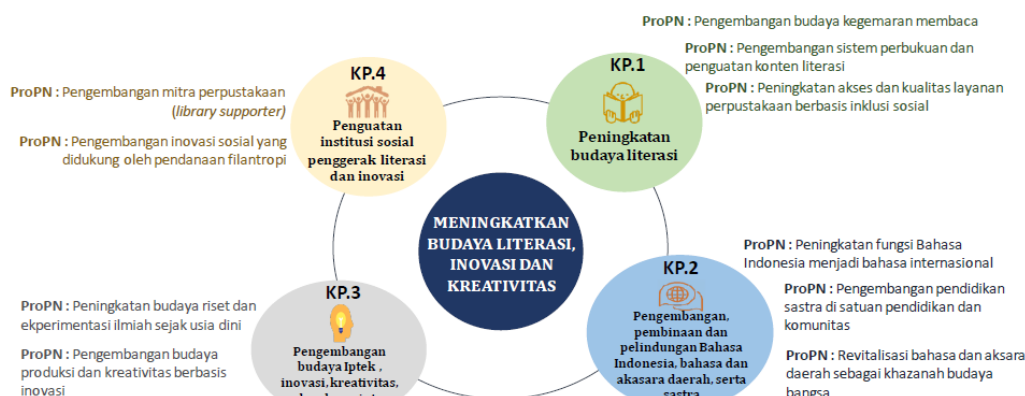 ProPN : Pengembangan budaya kegemaran membaca
ProPN : Pengembangan sistem perbukuan dan
penguatan konten literasi
ProPN : Peningkatan akses dan kualitas layanan
perpustakaan berbasis inklusi sosial
KP.1
Peningkatan
budaya literasi
KP.4
Penguatan
institusi sosial
penggerak literasi
dan inovasi
ProPN : Pengembangan mitra perpustakaan
(library supporter)
ProPN : Pengembangan inovasi sosial yang
didukung oleh pendanaan filantropi
MENINGKATKAN
BUDAYA LITERASI,
INOVASI DAN
KREATIVITAS
KP.2
Pengembangan,
pembinaan dan
pelindungan Bahasa
Indonesia, bahasa dan
akasara daerah, serta
sastra
ProPN : Peningkatan fungsi Bahasa
Indonesia menjadi bahasa internasional
ProPN : Pengembangan pendidikan
sastra di satuan pendidikan dan
komunitas
ProPN : Revitalisasi bahasa dan aksara
daerah sebagai khazanah budaya
bangsa
KP.3
Pengembangan
budaya Iptek ,
inovasi, kreativitas,
ProPN : Peningkatan budaya riset dan
ekperimentasi ilmiah sejak usia dini
ProPN : Pengembangan budaya
produksi dan kreativitas berbasis
inovasi